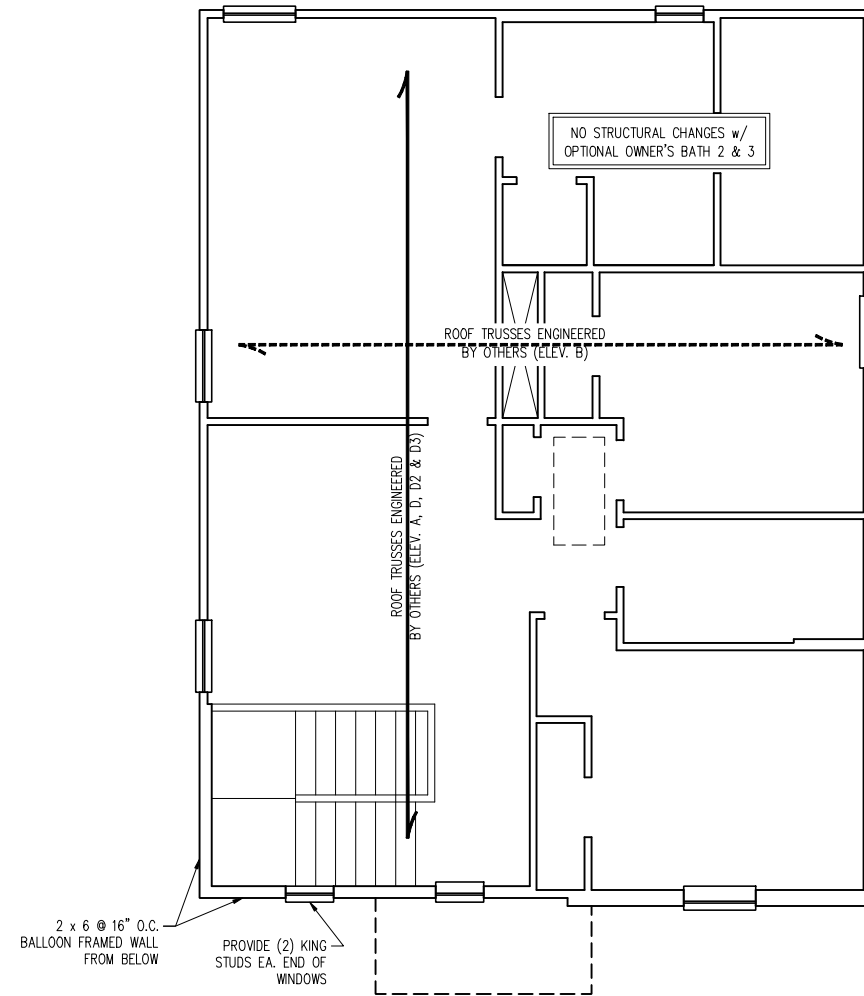 NO STRUCTURAL CHANGES w/
OPTIONAL OWNER'S BATH 2 & 3
ROOF TRUSSES ENGINEERED
BY OTHERS (ELEV. B)
ROOF TRUSSES ENGINEERED
BY OTHERS (ELEV. A, D, D2 & D3)
2 x 6 @ 16" O.C.
BALLOON FRAMED WALL
FROM BELOW
PROVIDE (2) KING
STUDS EA. END OF
WINDOWS